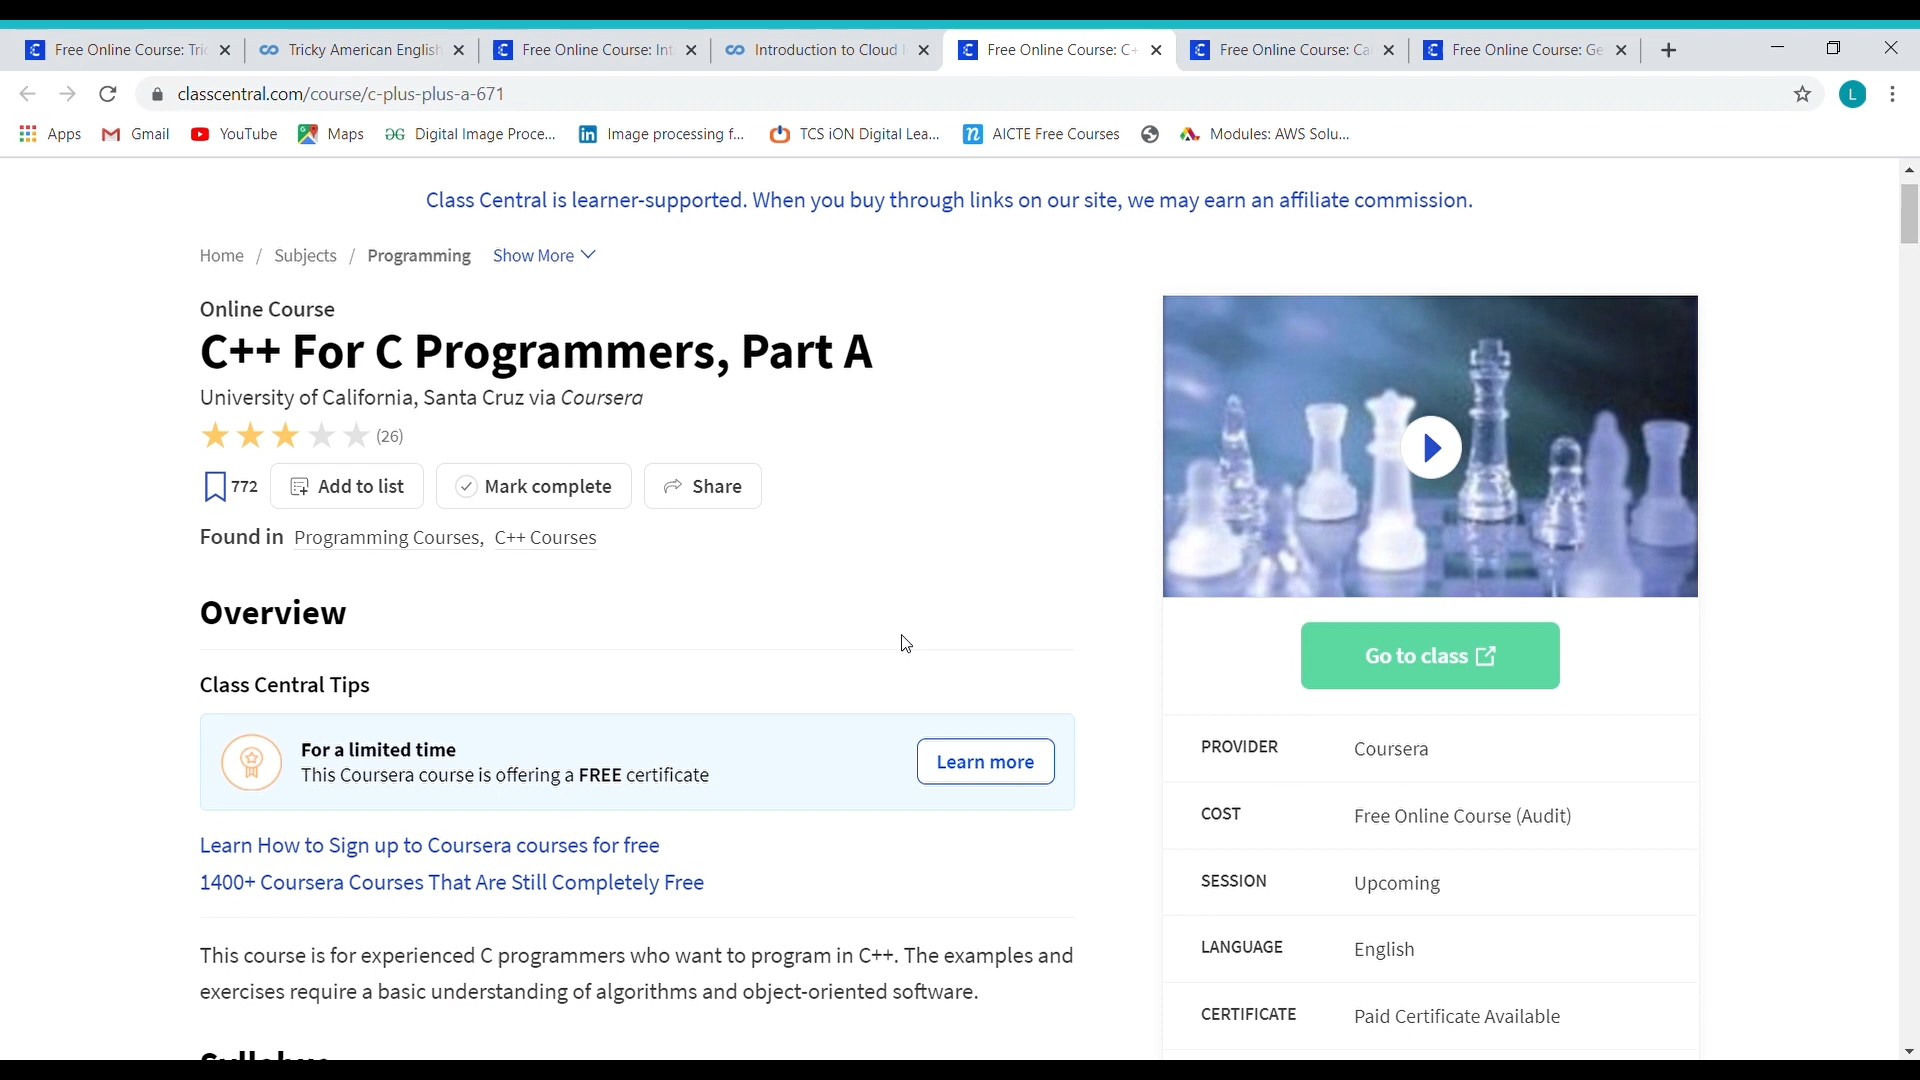 Free Online Course: Tric
Tricky American English
Free Online Course: Int
Introduction to Cloud I
Free Online Course: C+
Free Online Course: Ca
Free Online Course: Ge
classcentral.com/course/c-plus-plus-a-671
L
Apps
Gmail
YouTube
Maps
Digital Image Proce...
Image processing f...
TCS iON Digital Lea...
AICTE Free Courses
Modules: AWS Solu...
Class Central is learner-supported. When you buy through links on our site, we may earn an affiliate commission.
Home / Subjects / Programming Show More
Online Course
C++ For C Programmers, Part A
University of California, Santa Cruz via Coursera
(26)
772 Add to list Mark complete Share
Found in Programming Courses, C++ Courses
Overview
Class Central Tips
For a limited time
This Coursera course is offering a FREE certificate
Learn more
Learn How to Sign up to Coursera courses for free
1400+ Coursera Courses That Are Still Completely Free
This course is for experienced C programmers who want to program in C++. The examples and
exercises require a basic understanding of algorithms and object-oriented software.
Syllabus
Go to class
PROVIDER Coursera
COST Free Online Course (Audit)
SESSION Upcoming
LANGUAGE English
CERTIFICATE Paid Certificate Available